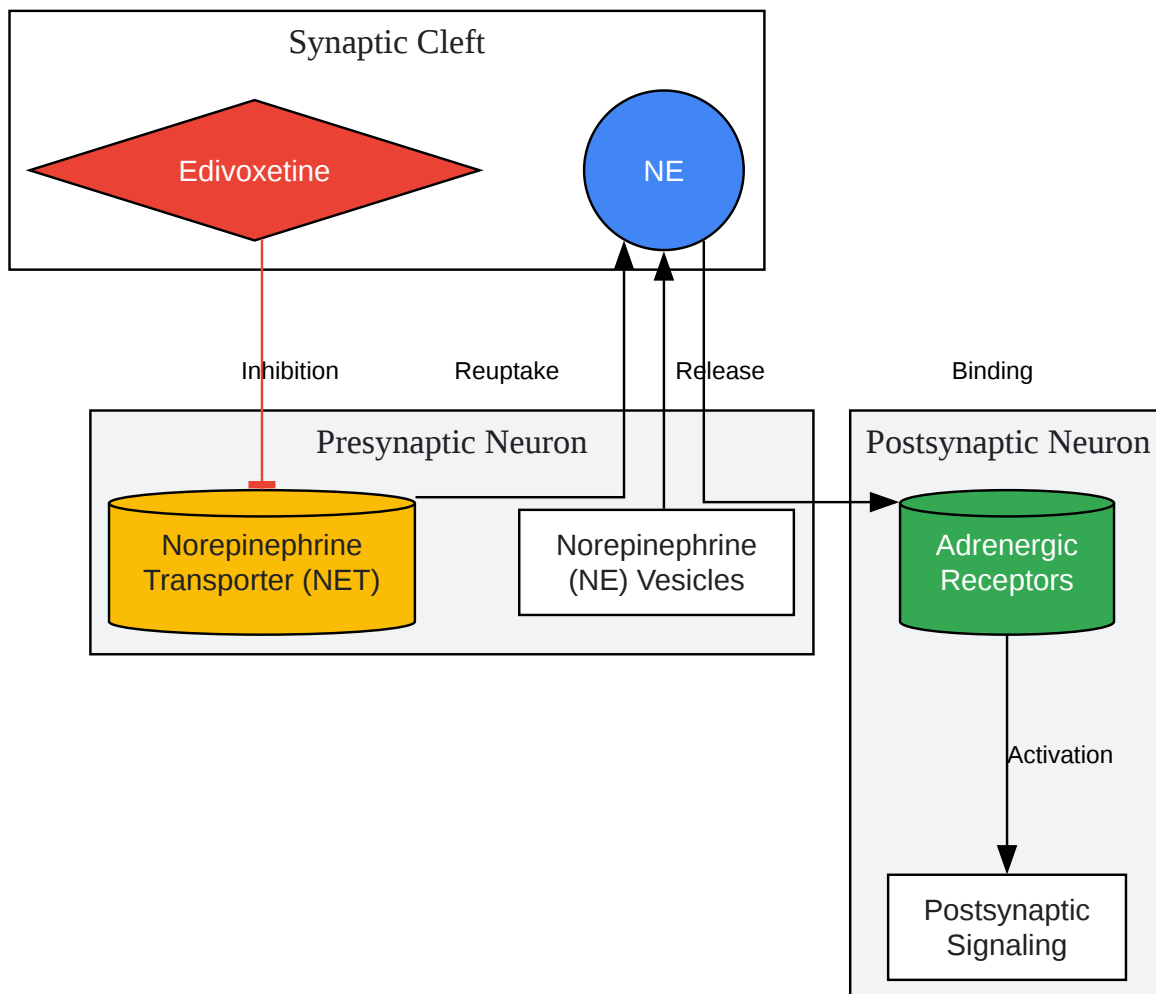 Synaptic Cleft
Edivoxetine
NE
Inhibition
Reuptake
Release
Binding
Presynaptic Neuron
Postsynaptic Neuron
Norepinephrine
Transporter (NET)
Norepinephrine
(NE) Vesicles
Adrenergic
Receptors
Activation
Postsynaptic
Signaling